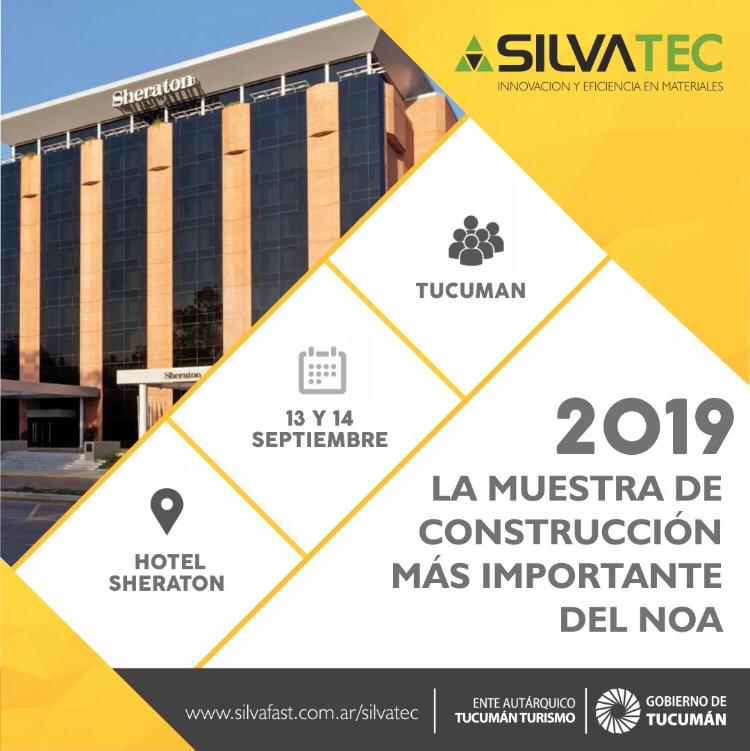 Sheraton
Sheraton
SILVATEC
INNOVACION Y EFICIENCIA EN MATERIALES
TUCUMAN
13 Y 14
SEPTIEMBRE
HOTEL
SHERATON
2019
LA MUESTRA DE
CONSTRUCCIÓN
MÁS IMPORTANTE
DEL NOA
www.silvafast.com.ar/silvatec
ENTE AUTÁRQUICO
TUCUMÁN TURISMO
GOBIERNO DE
TUCUMÁN